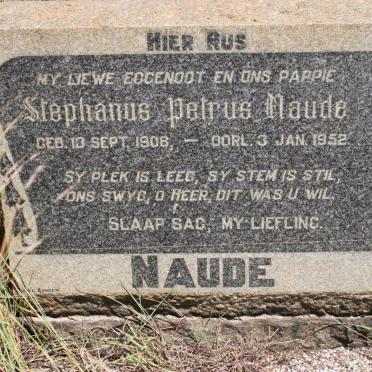 HIER RUS
MY LIEWE EGGENOOT EN ONS PAPPIE
Stephanus Petrus Naude
GEB. 13 SEPT. 1908, — OORL. 3 JAN. 1952
SY PLEK IS LEEG, SY STEM IS STIL,
ONS SWYG, O HEER, DIT WAS U WIL.
SLAAP SAG, MY LIEFLING.
NAUDE